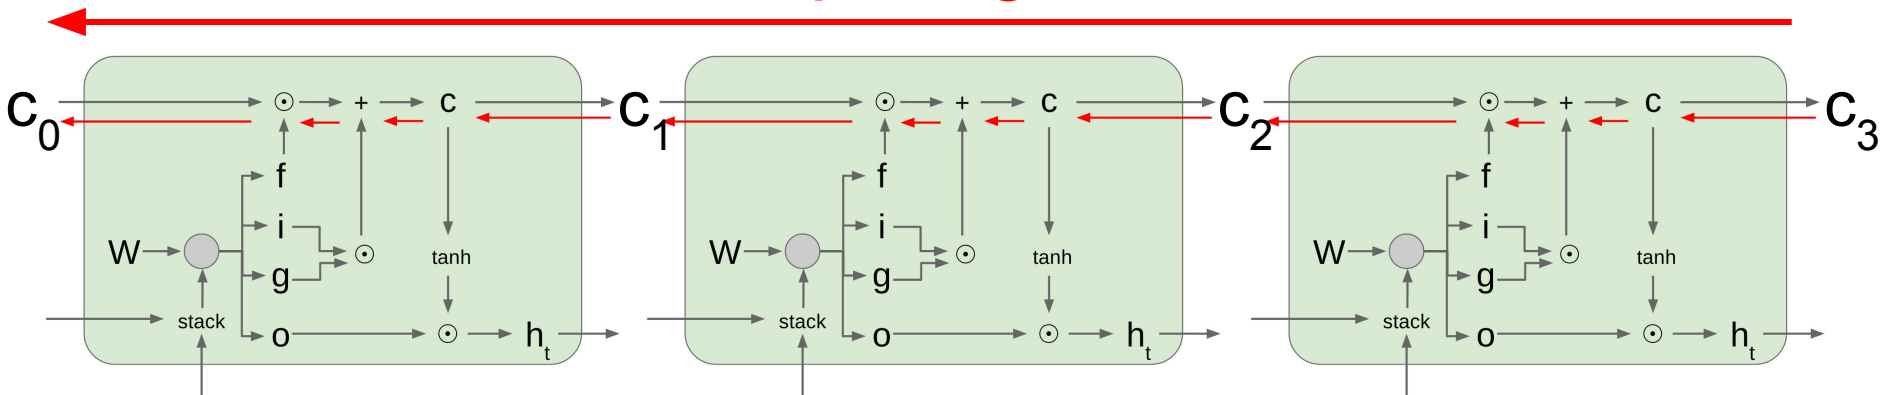 c0 ⊙ + c c1 ⊙ + c c2 ⊙ + c c3
f f f
i i i
W ⊙ tanh W ⊙ tanh W ⊙ tanh
g g g
stack o ⊙ ht stack o ⊙ ht stack o ⊙ ht